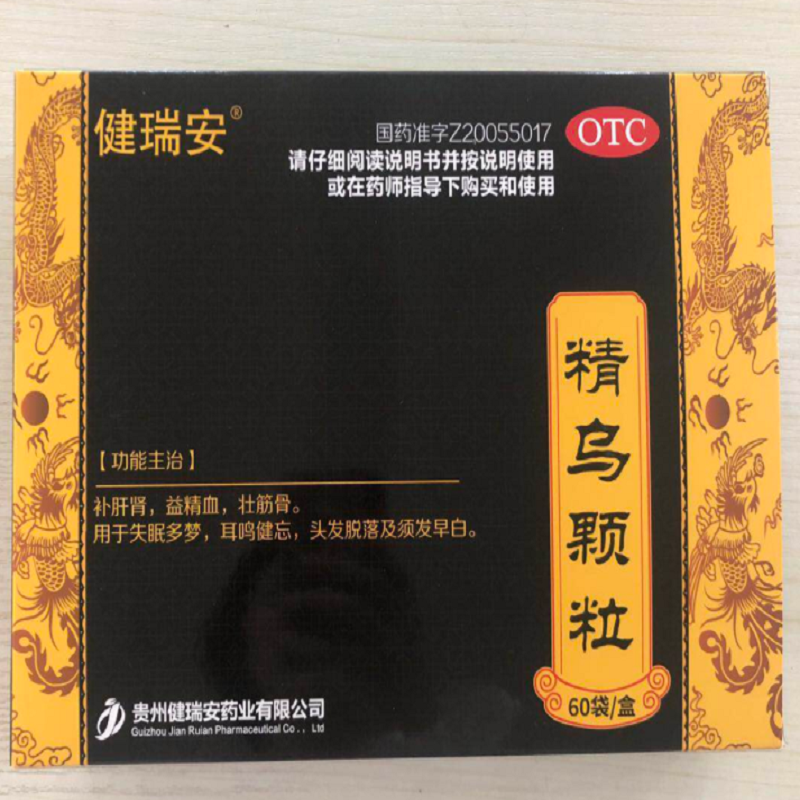 健瑞安®
国药准字Z20055017
OTC
请仔细阅读说明书并按说明使用
或在药师指导下购买和使用
精乌颗粒
60袋/盒
【功能主治】
补肝肾，益精血，壮筋骨。
用于失眠多梦，耳鸣健忘，头发脱落及须发早白。
贵州健瑞安药业有限公司
Guizhou Jian Ruian Pharmaceutical Co., Ltd